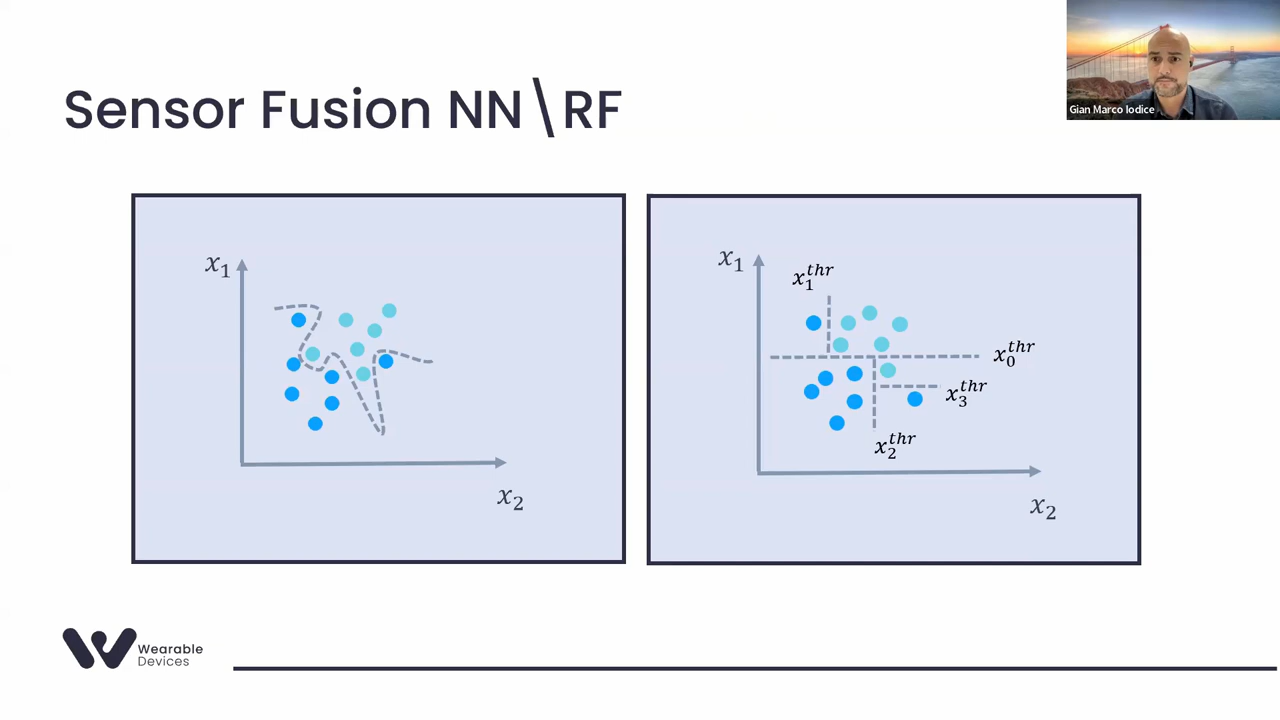 Gian Marco Iodice
Sensor Fusion NN\RF
x₁
x₂
x₁
x₁ᵗʰʳ
x₀ᵗʰʳ
x₃ᵗʰʳ
x₂ᵗʰʳ
x₂
Wearable
Devices